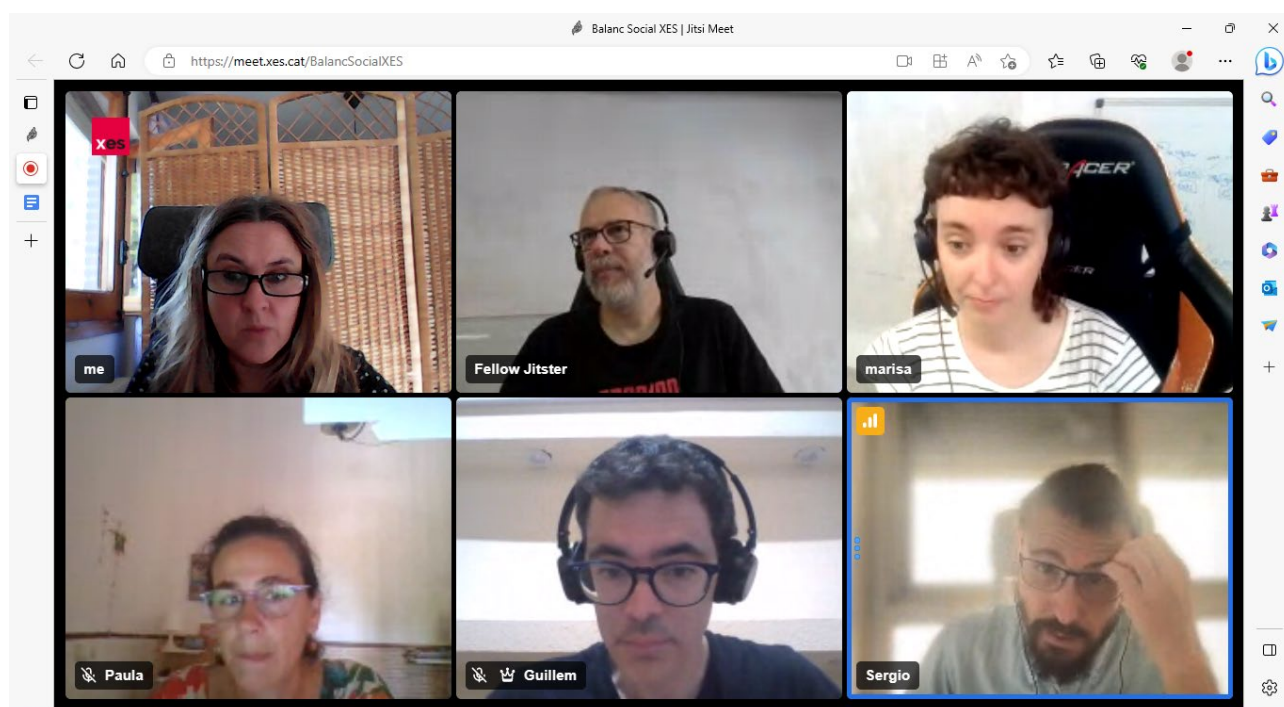 Balanc Social XES | Jitsi Meet
https://meet.xes.cat/BalancSocialXES
xes
ACER
me
Fellow Jitster
marisa
Paula
Guillem
Sergio